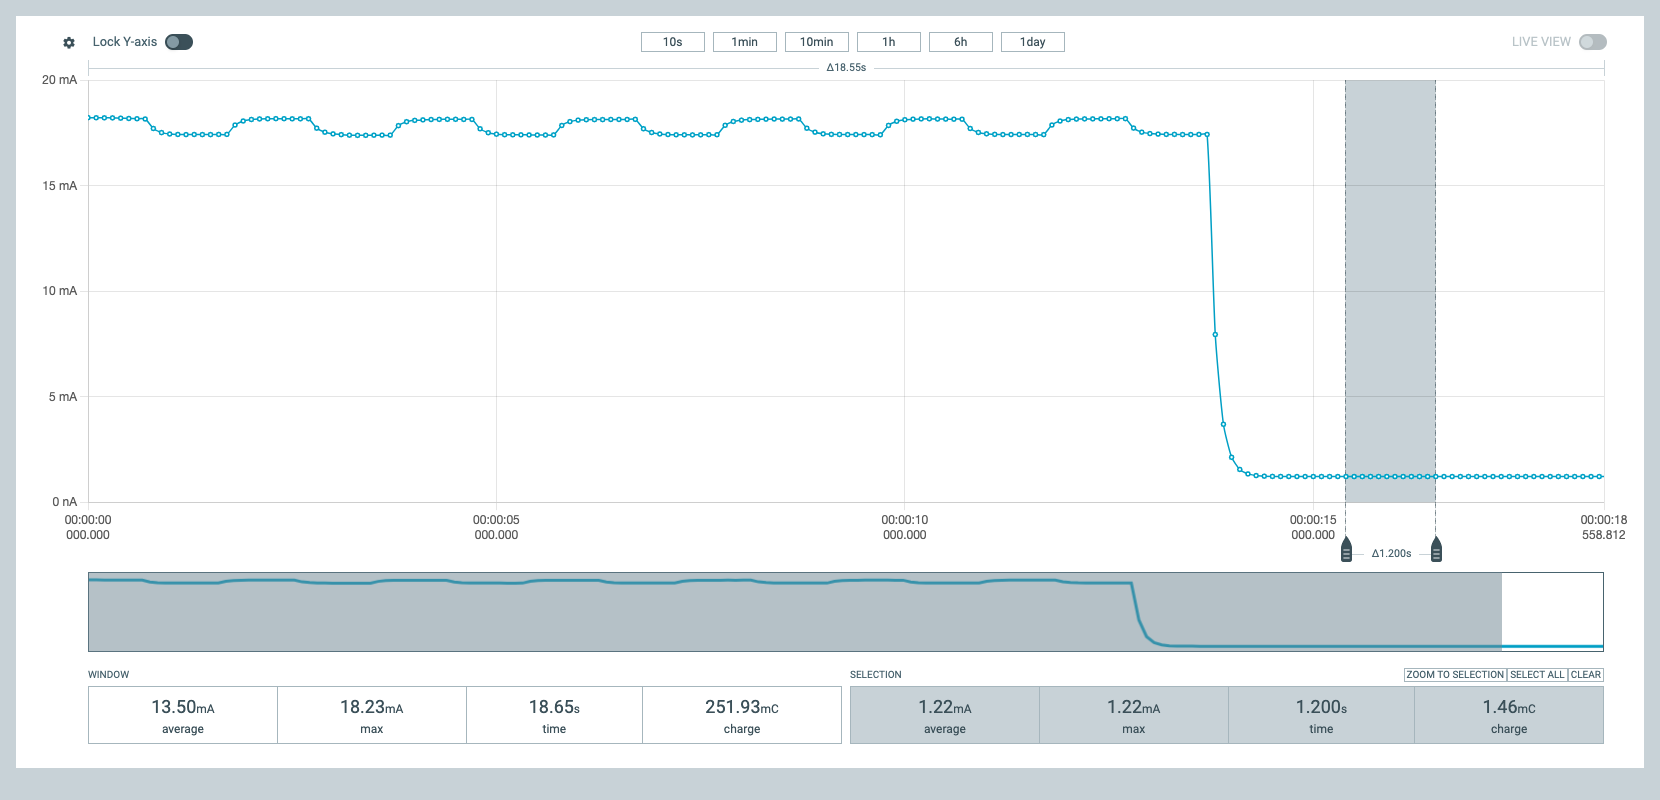 Lock Y-axis
10s 1min 10min 1h 6h 1day
LIVE VIEW
Δ18.55s
20 mA
15 mA
10 mA
5 mA
0 nA
00:00:00 00:00:05 00:00:10 00:00:15 00:00:18
000.000 000.000 000.000 000.000 558.812
Δ1.200s
WINDOW
13.50mA 18.23mA 18.65s 251.93mC
average max time charge
SELECTION
ZOOM TO SELECTION SELECT ALL CLEAR
1.22mA 1.22mA 1.200s 1.46mC
average max time charge